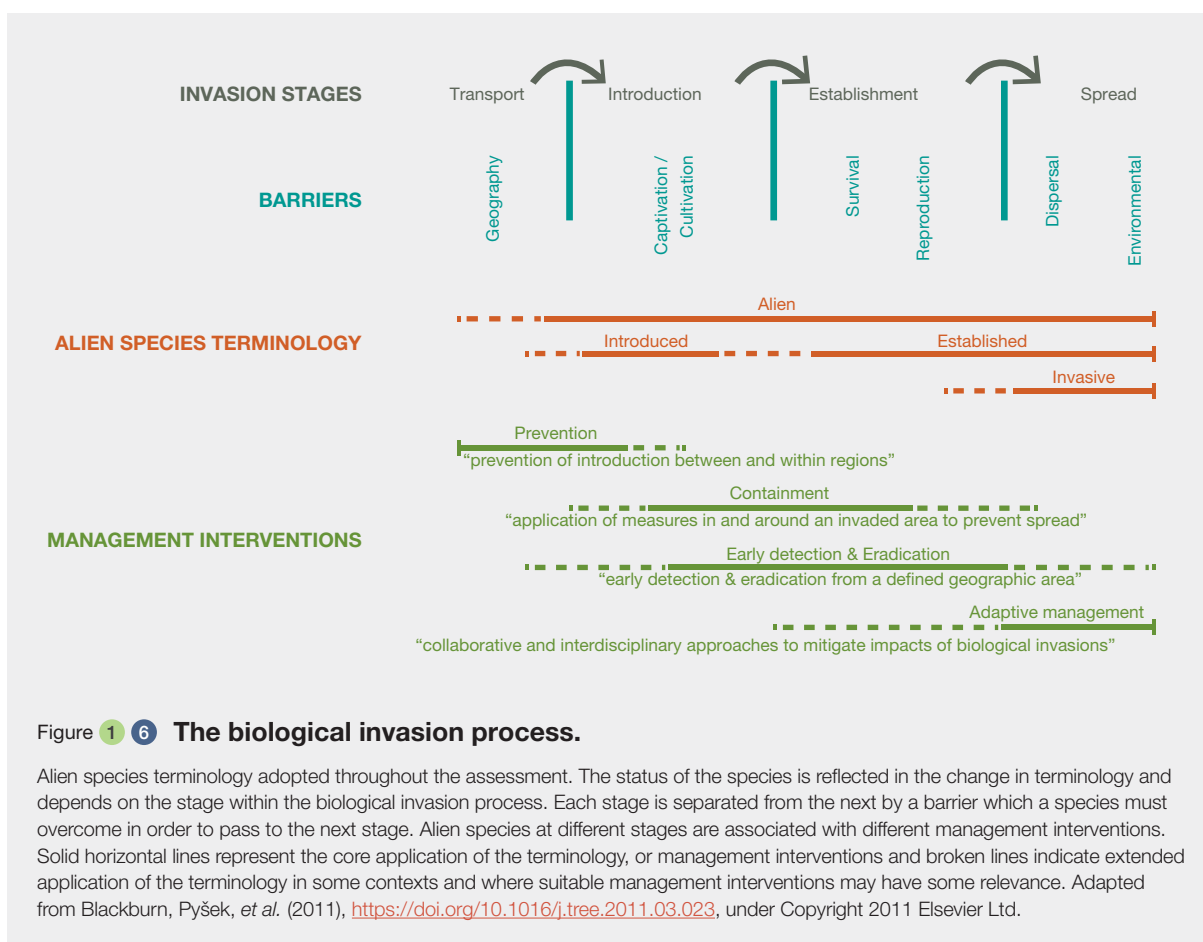 INVASION STAGES
Transport
Introduction
Establishment
Spread
BARRIERS
Geography
Captivation /
Cultivation
Survival
Reproduction
Dispersal
Environmental
ALIEN SPECIES TERMINOLOGY
Alien
Introduced
Established
Invasive
MANAGEMENT INTERVENTIONS
Prevention
“prevention of introduction between and within regions”
Containment
“application of measures in and around an invaded area to prevent spread”
Early detection & Eradication
“early detection & eradication from a defined geographic area”
Adaptive management
“collaborative and interdisciplinary approaches to mitigate impacts of biological invasions”
Figure 1 6 The biological invasion process.
Alien species terminology adopted throughout the assessment. The status of the species is reflected in the change in terminology and
depends on the stage within the biological invasion process. Each stage is separated from the next by a barrier which a species must
overcome in order to pass to the next stage. Alien species at different stages are associated with different management interventions.
Solid horizontal lines represent the core application of the terminology, or management interventions and broken lines indicate extended
application of the terminology in some contexts and where suitable management interventions may have some relevance. Adapted
from Blackburn, Pyšek, et al. (2011), https://doi.org/10.1016/j.tree.2011.03.023, under Copyright 2011 Elsevier Ltd.